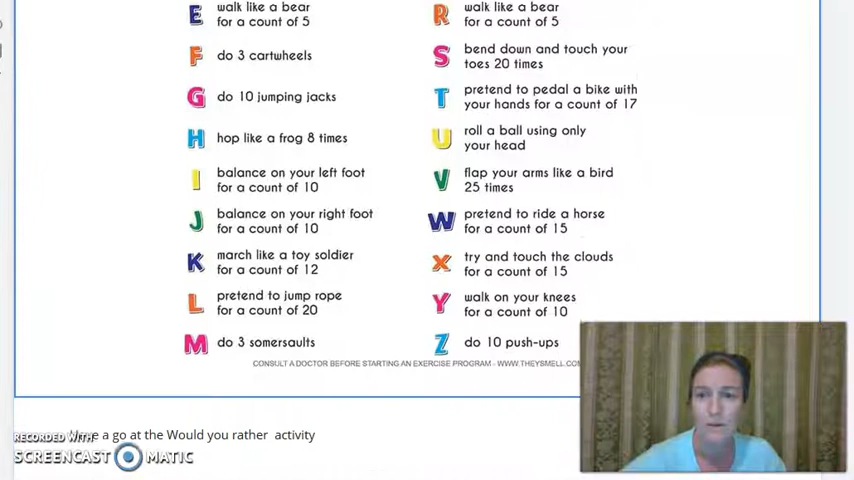 E walk like a bear
for a count of 5
F do 3 cartwheels
G do 10 jumping jacks
H hop like a frog 8 times
I balance on your left foot
for a count of 10
J balance on your right foot
for a count of 10
K march like a toy soldier
for a count of 12
L pretend to jump rope
for a count of 20
M do 3 somersaults
R walk like a bear
for a count of 5
S bend down and touch your
toes 20 times
T pretend to pedal a bike with
your hands for a count of 17
U roll a ball using only
your head
V flap your arms like a bird
25 times
W pretend to ride a horse
for a count of 15
X try and touch the clouds
for a count of 15
Y walk on your knees
for a count of 10
Z do 10 push-ups
CONSULT A DOCTOR BEFORE STARTING AN EXERCISE PROGRAM - WWW.THEYSMELL.COM
a go at the Would you rather activity
RECORDED WITH
SCREENCAST MATIC